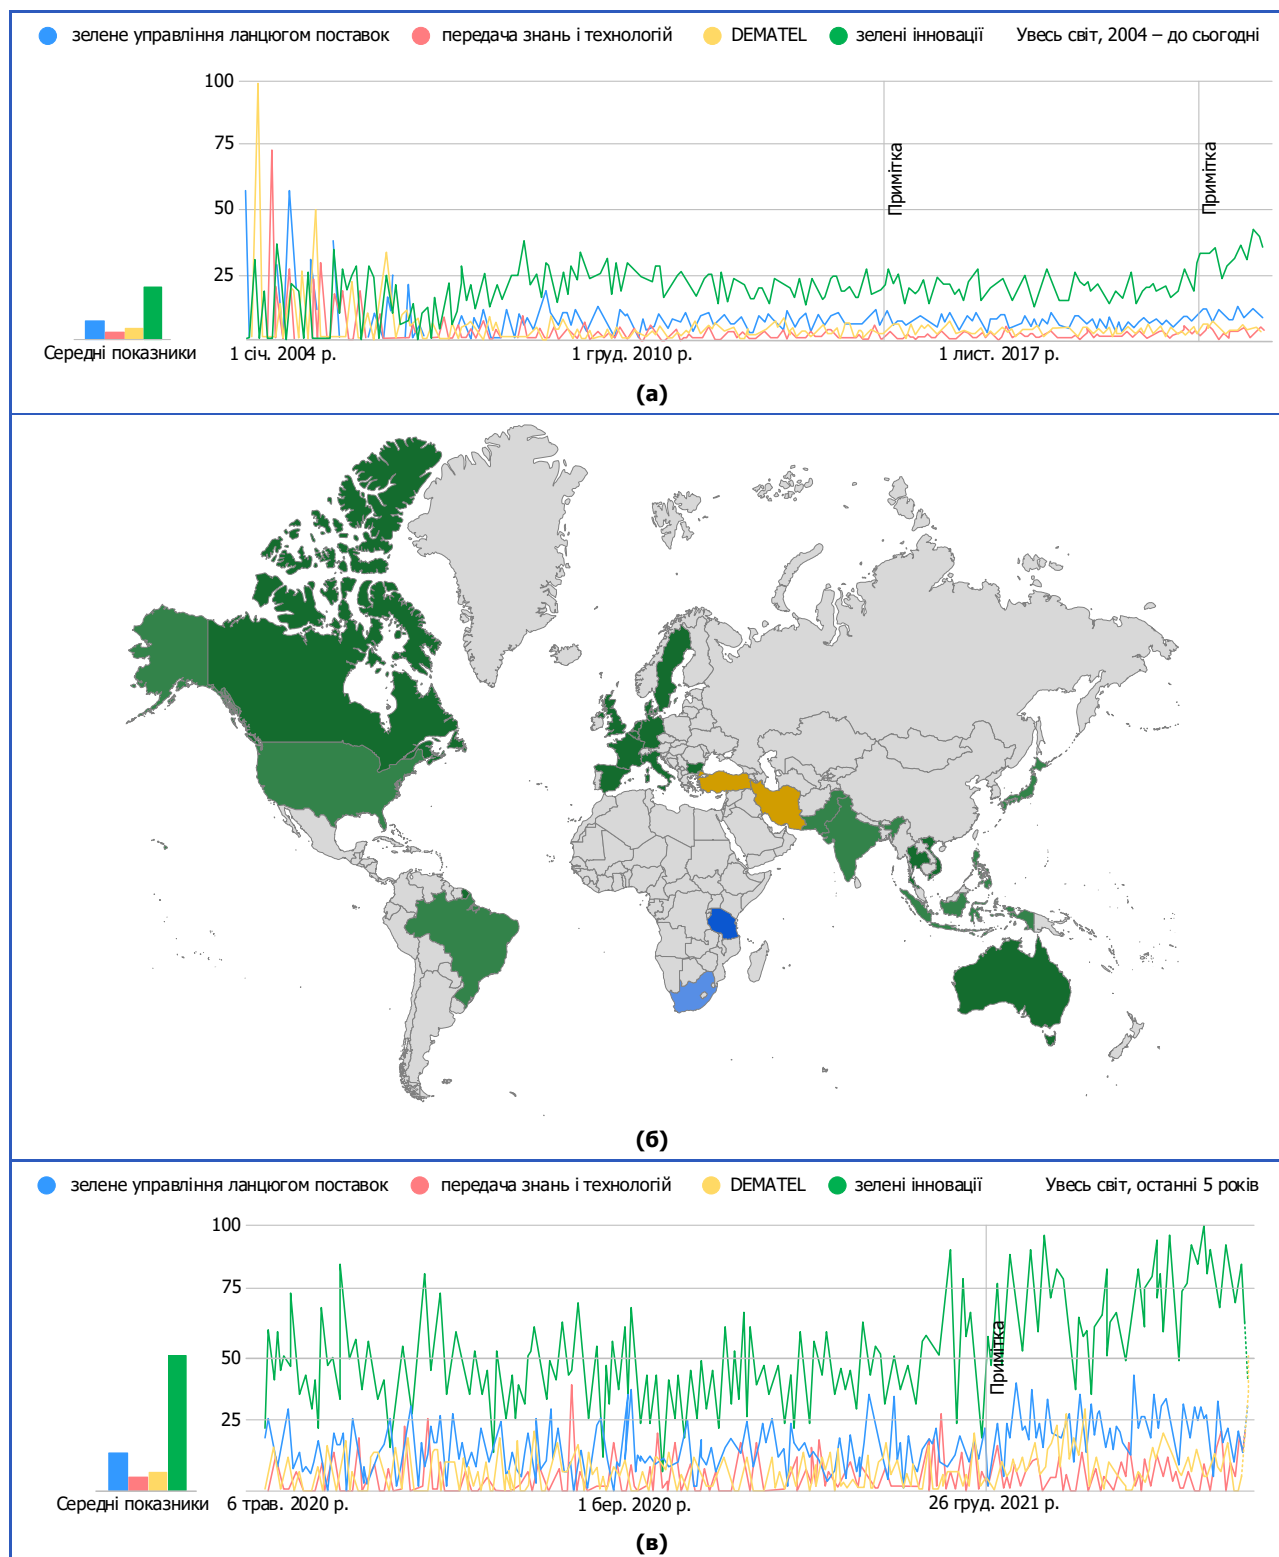 зелене управління ланцюгом поставок передача знань і технологій DEMATEL зелені інновації Увесь світ, 2004 – до сьогодні
100
75
50
25
Примітка
Примітка
Середні показники
1 січ. 2004 р. 1 груд. 2010 р. 1 лист. 2017 р.
(а)
(б)
зелене управління ланцюгом поставок передача знань і технологій DEMATEL зелені інновації Увесь світ, останні 5 років
100
75
50
25
Примітка
Середні показники
6 трав. 2020 р. 1 бер. 2020 р. 26 груд. 2021 р.
(в)